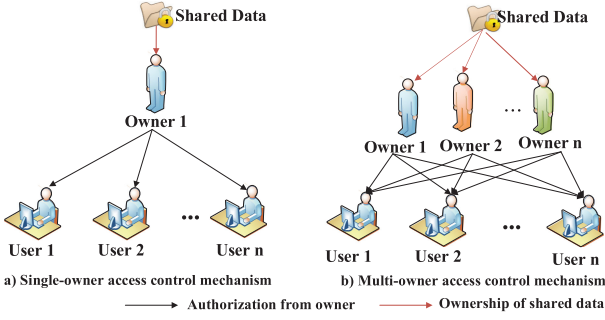 Shared Data
Owner 1
User 1
User 2
...
User n
a) Single-owner access control mechanism
Shared Data
Owner 1
Owner 2
...
Owner n
User 1
User 2
...
User n
b) Multi-owner access control mechanism
Authorization from owner
Ownership of shared data